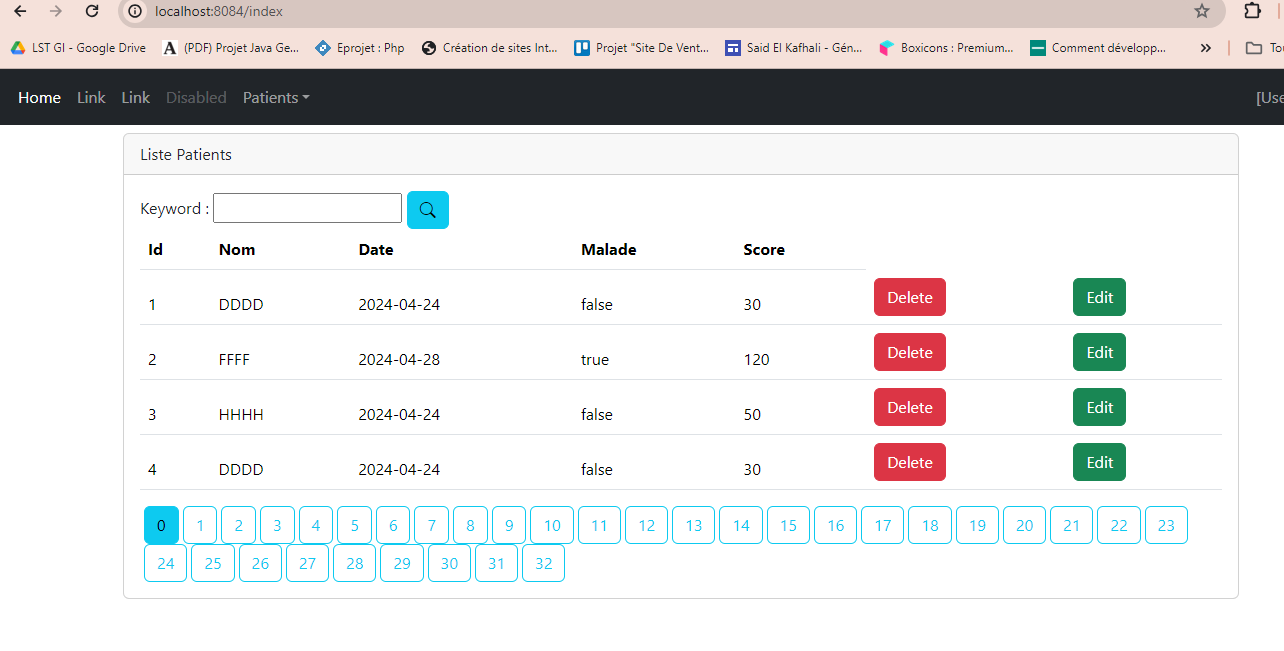 localhost:8084/index
LST GI - Google Drive (PDF) Projet Java Ge... Eprojet : Php Création de sites Int... Projet "Site De Vent... Said El Kafhali - Gén... Boxicons : Premium... Comment développ... » Tou
Home Link Link Disabled Patients [Use
Liste Patients
Keyword :
Id Nom Date Malade Score
1 DDDD 2024-04-24 false 30 Delete Edit
2 FFFF 2024-04-28 true 120 Delete Edit
3 HHHH 2024-04-24 false 50 Delete Edit
4 DDDD 2024-04-24 false 30 Delete Edit
0 1 2 3 4 5 6 7 8 9 10 11 12 13 14 15 16 17 18 19 20 21 22 23
24 25 26 27 28 29 30 31 32